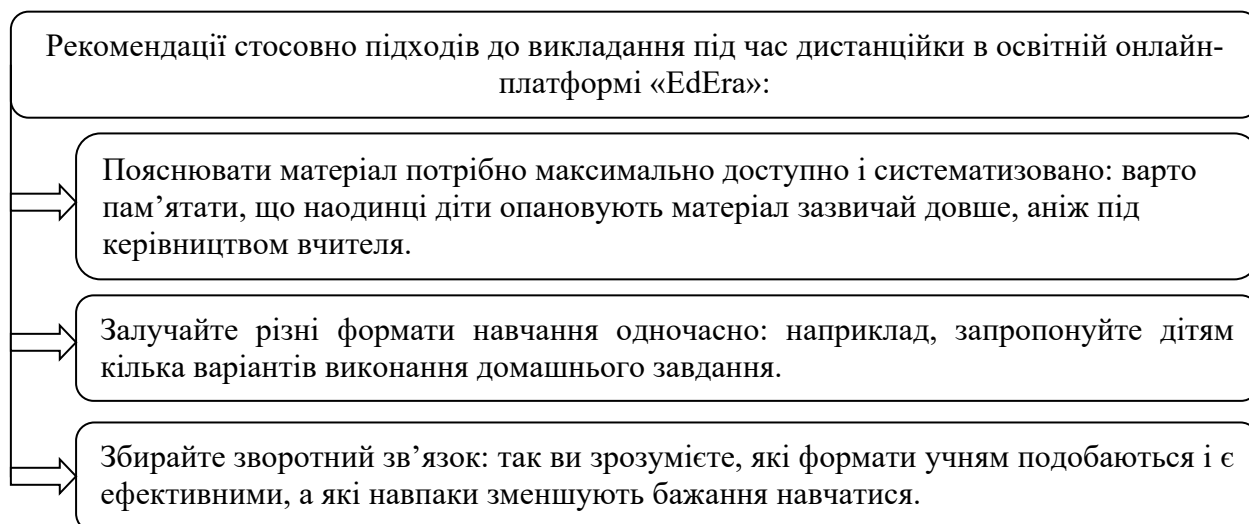 Рекомендації стосовно підходів до викладання під час дистанційки в освітній онлайн-
платформі «EdEra»:
Пояснювати матеріал потрібно максимально доступно і систематизовано: варто
пам’ятати, що наодинці діти опановують матеріал зазвичай довше, аніж під
керівництвом вчителя.
Залучайте різні формати навчання одночасно: наприклад, запропонуйте дітям
кілька варіантів виконання домашнього завдання.
Збирайте зворотний зв’язок: так ви зрозумієте, які формати учням подобаються і є
ефективними, а які навпаки зменшують бажання навчатися.